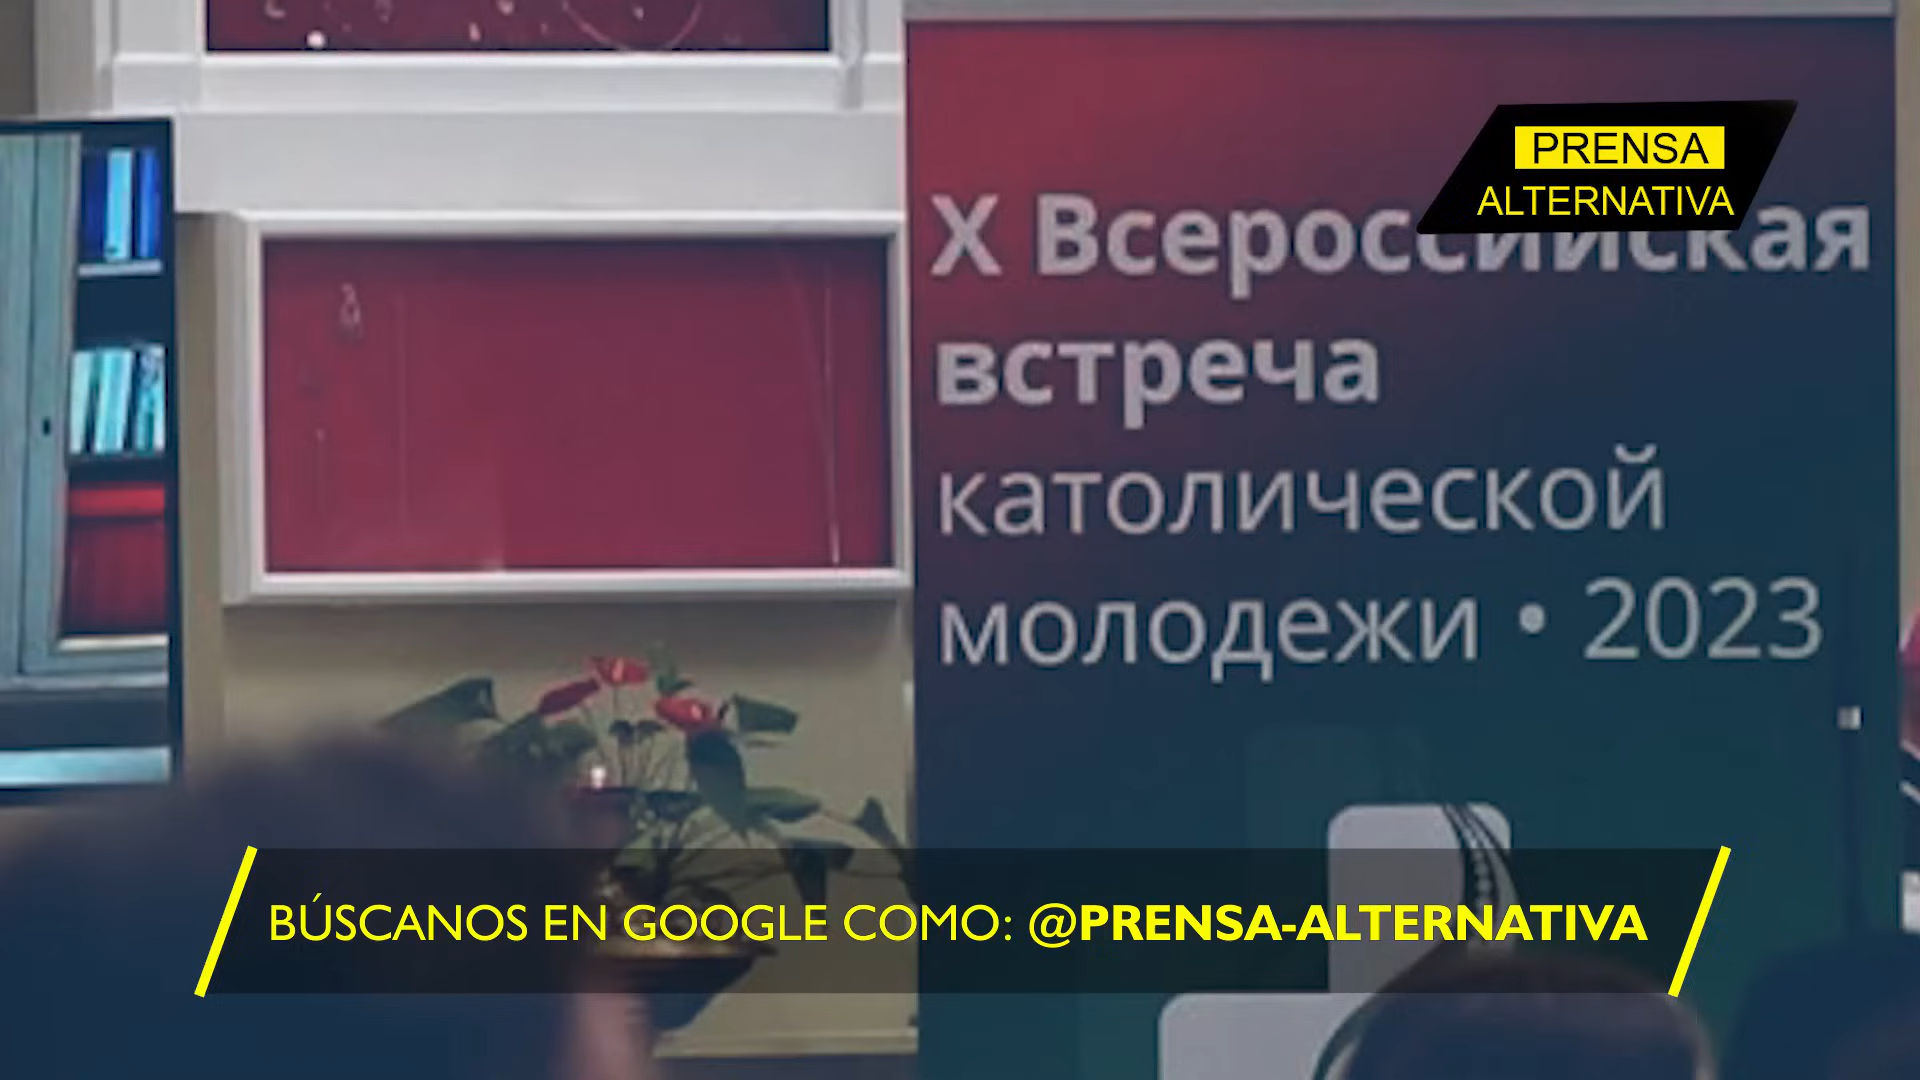 PRENSA
ALTERNATIVA
X Всероссийская
встреча
католической
молодежи • 2023
BÚSCANOS EN GOOGLE COMO: @PRENSA-ALTERNATIVA